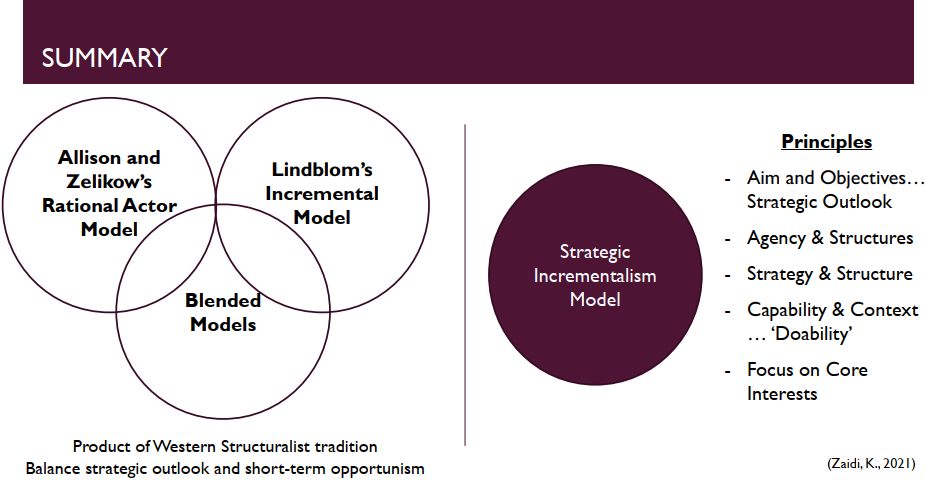 SUMMARY
Allison and
Zelikow's
Rational Actor
Model
Lindblom's
Incremental
Model
Blended
Models
Product of Western Structuralist tradition
Balance strategic outlook and short-term opportunism
Strategic
Incrementalism
Model
Principles
- Aim and Objectives…
Strategic Outlook
- Agency & Structures
- Strategy & Structure
- Capability & Context
… 'Doability'
- Focus on Core
Interests
(Zaidi, K., 2021)